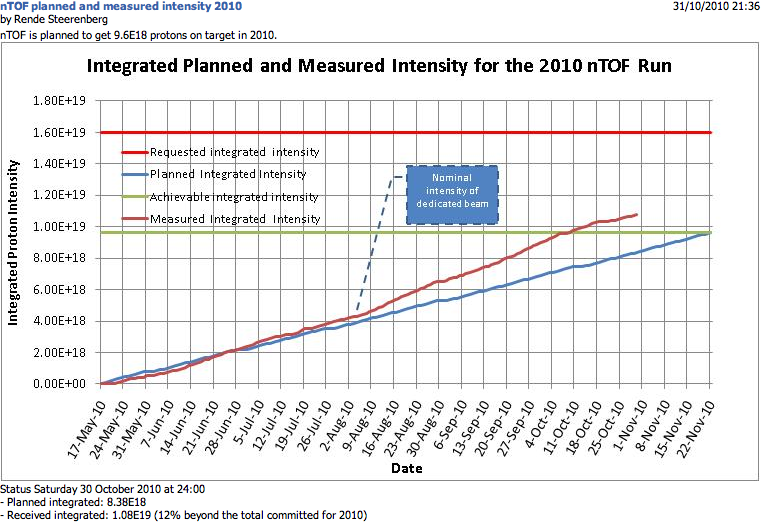 nTOF planned and measured intensity 2010
31/10/2010 21:36
by Rende Steerenberg
nTOF is planned to get 9.6E18 protons on target in 2010.
Integrated Planned and Measured Intensity for the 2010 nTOF Run
1.80E+19
1.60E+19
1.40E+19
1.20E+19
1.00E+19
8.00E+18
6.00E+18
4.00E+18
2.00E+18
0.00E+00
Integrated Proton Intensity
Requested integrated intensity
Planned Integrated Intensity
Achievable integrated intensity
Measured Integrated Intensity
Nominal
intensity of
dedicated beam
17-May-10
24-May-10
31-May-10
7-Jun-10
14-Jun-10
21-Jun-10
28-Jun-10
5-Jul-10
12-Jul-10
19-Jul-10
26-Jul-10
2-Aug-10
9-Aug-10
16-Aug-10
23-Aug-10
30-Aug-10
6-Sep-10
13-Sep-10
20-Sep-10
27-Sep-10
4-Oct-10
11-Oct-10
18-Oct-10
25-Oct-10
1-Nov-10
8-Nov-10
15-Nov-10
22-Nov-10
Date
Status Saturday 30 October 2010 at 24:00
- Planned integrated: 8.38E18
- Received integrated: 1.08E19 (12% beyond the total committed for 2010)